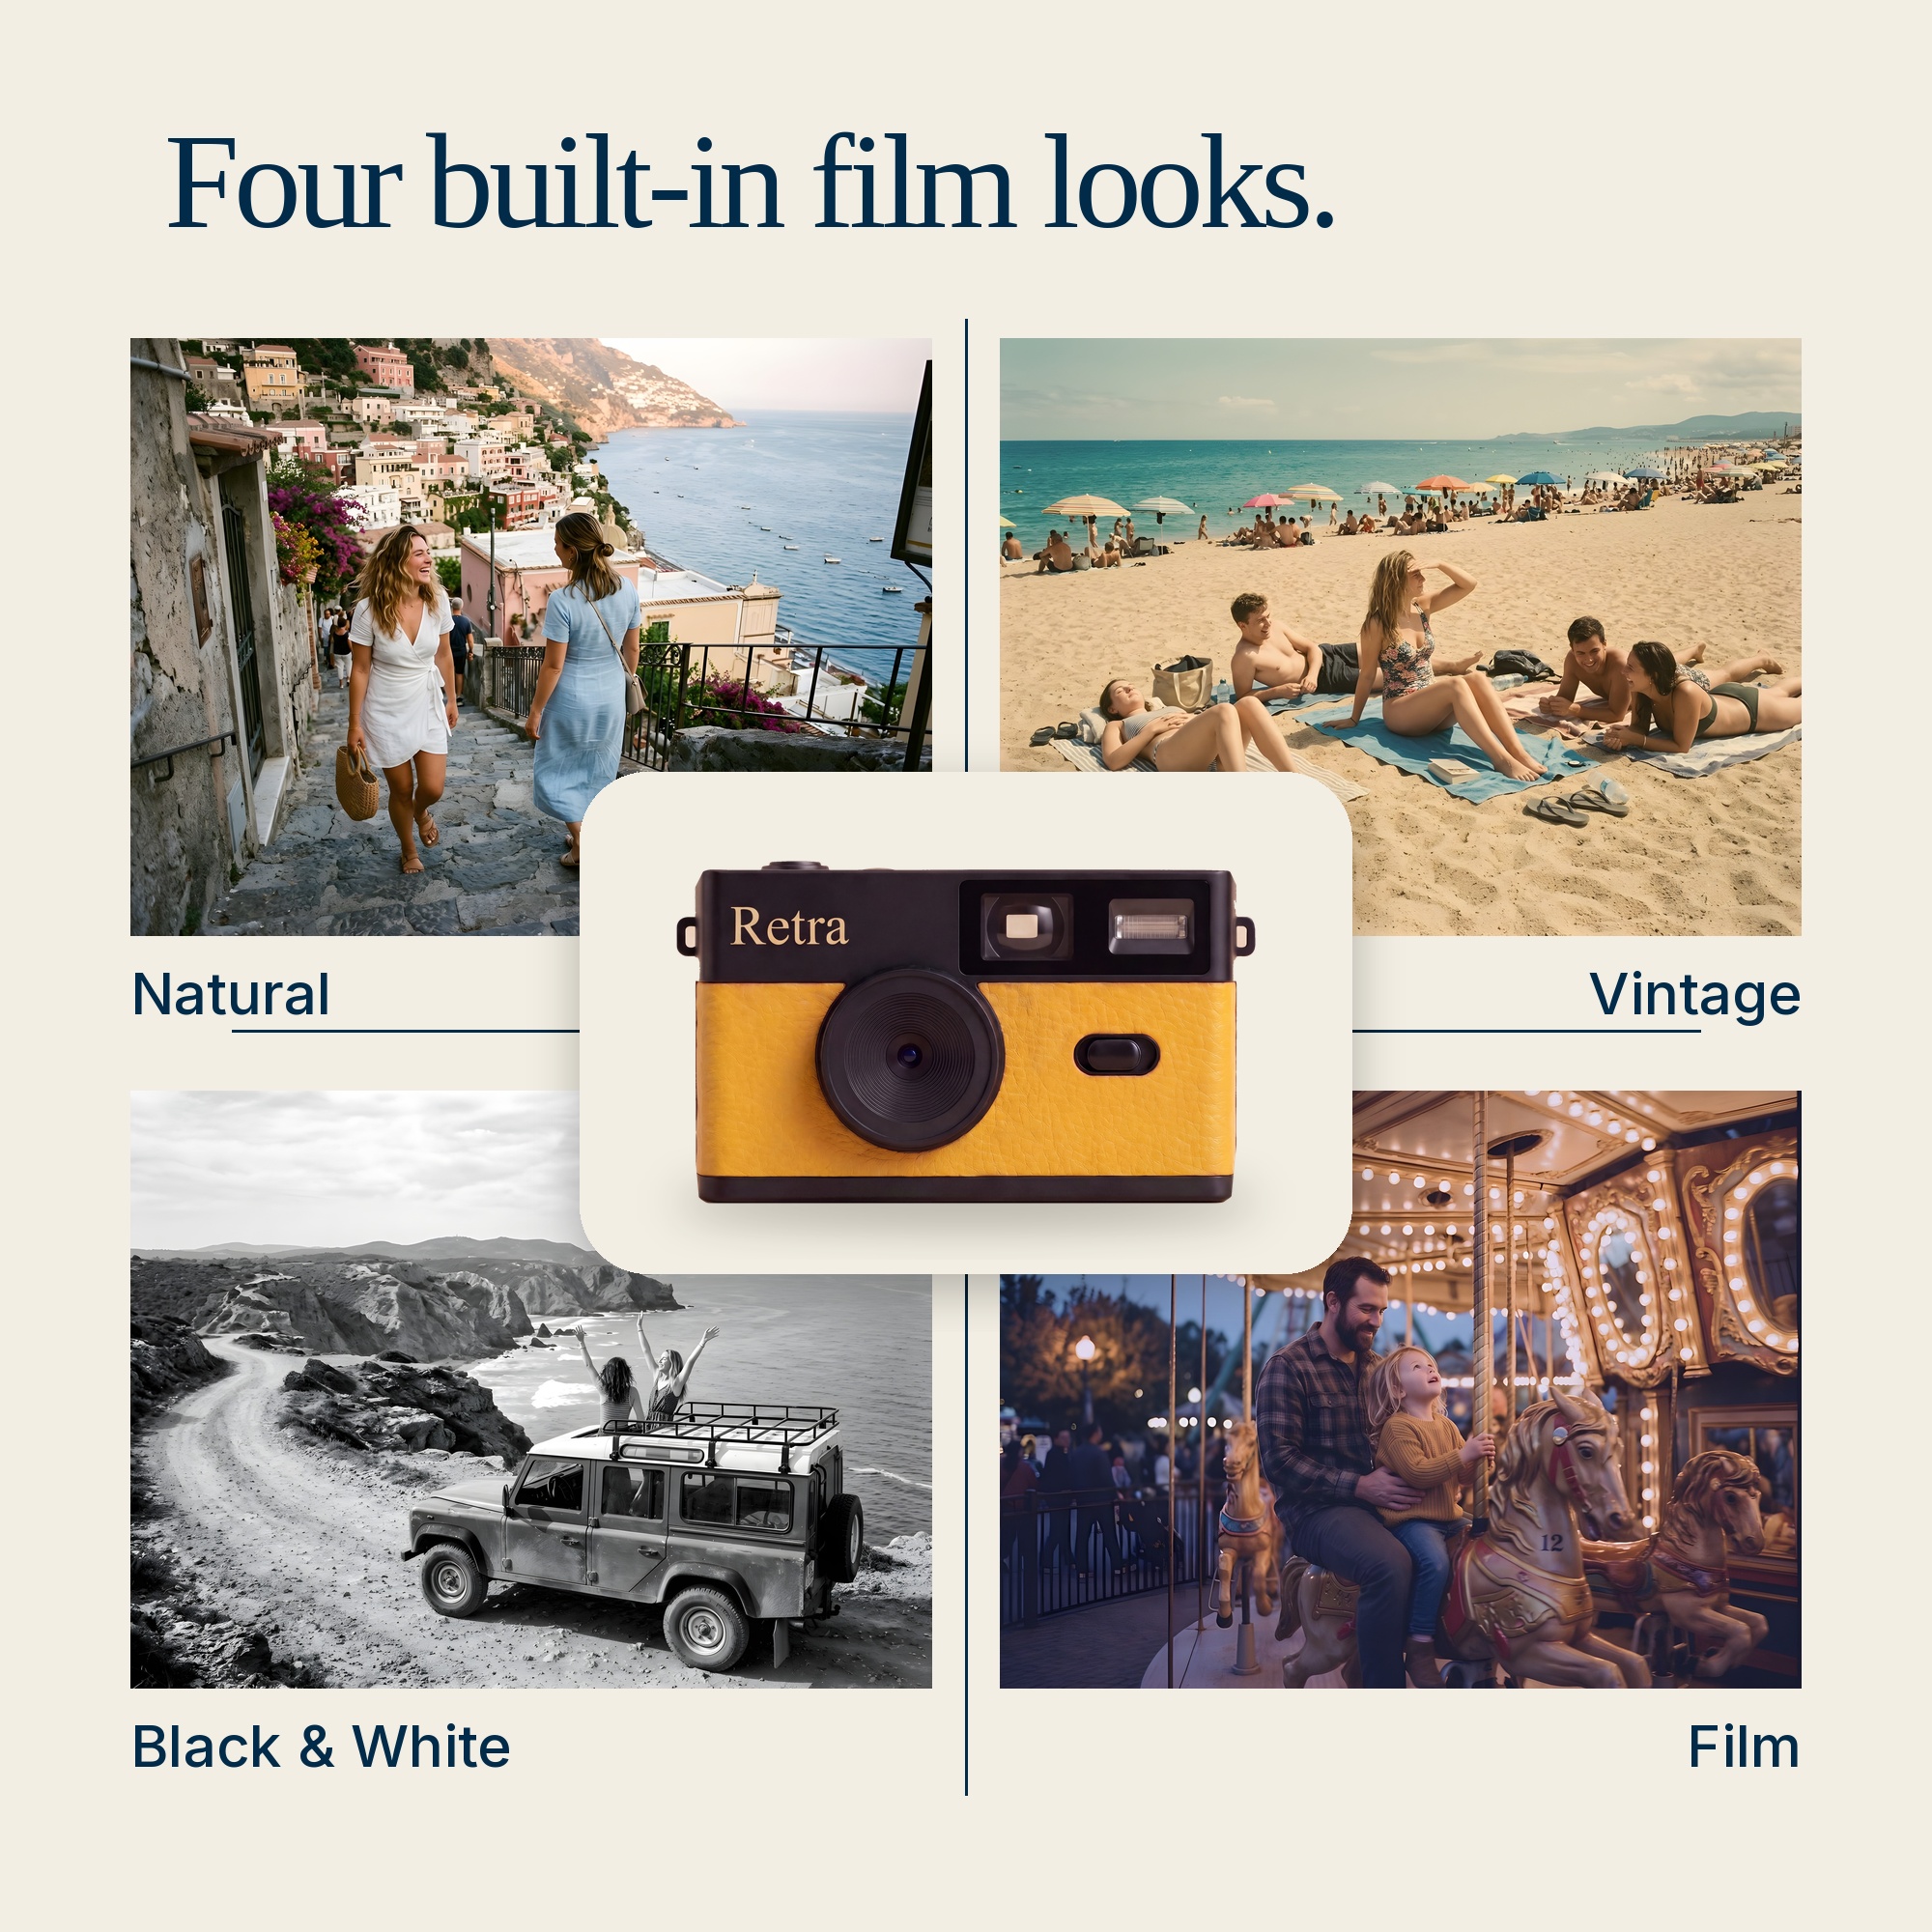 Four built-in film looks.
Natural
Vintage
Retra
Black & White
Film
12